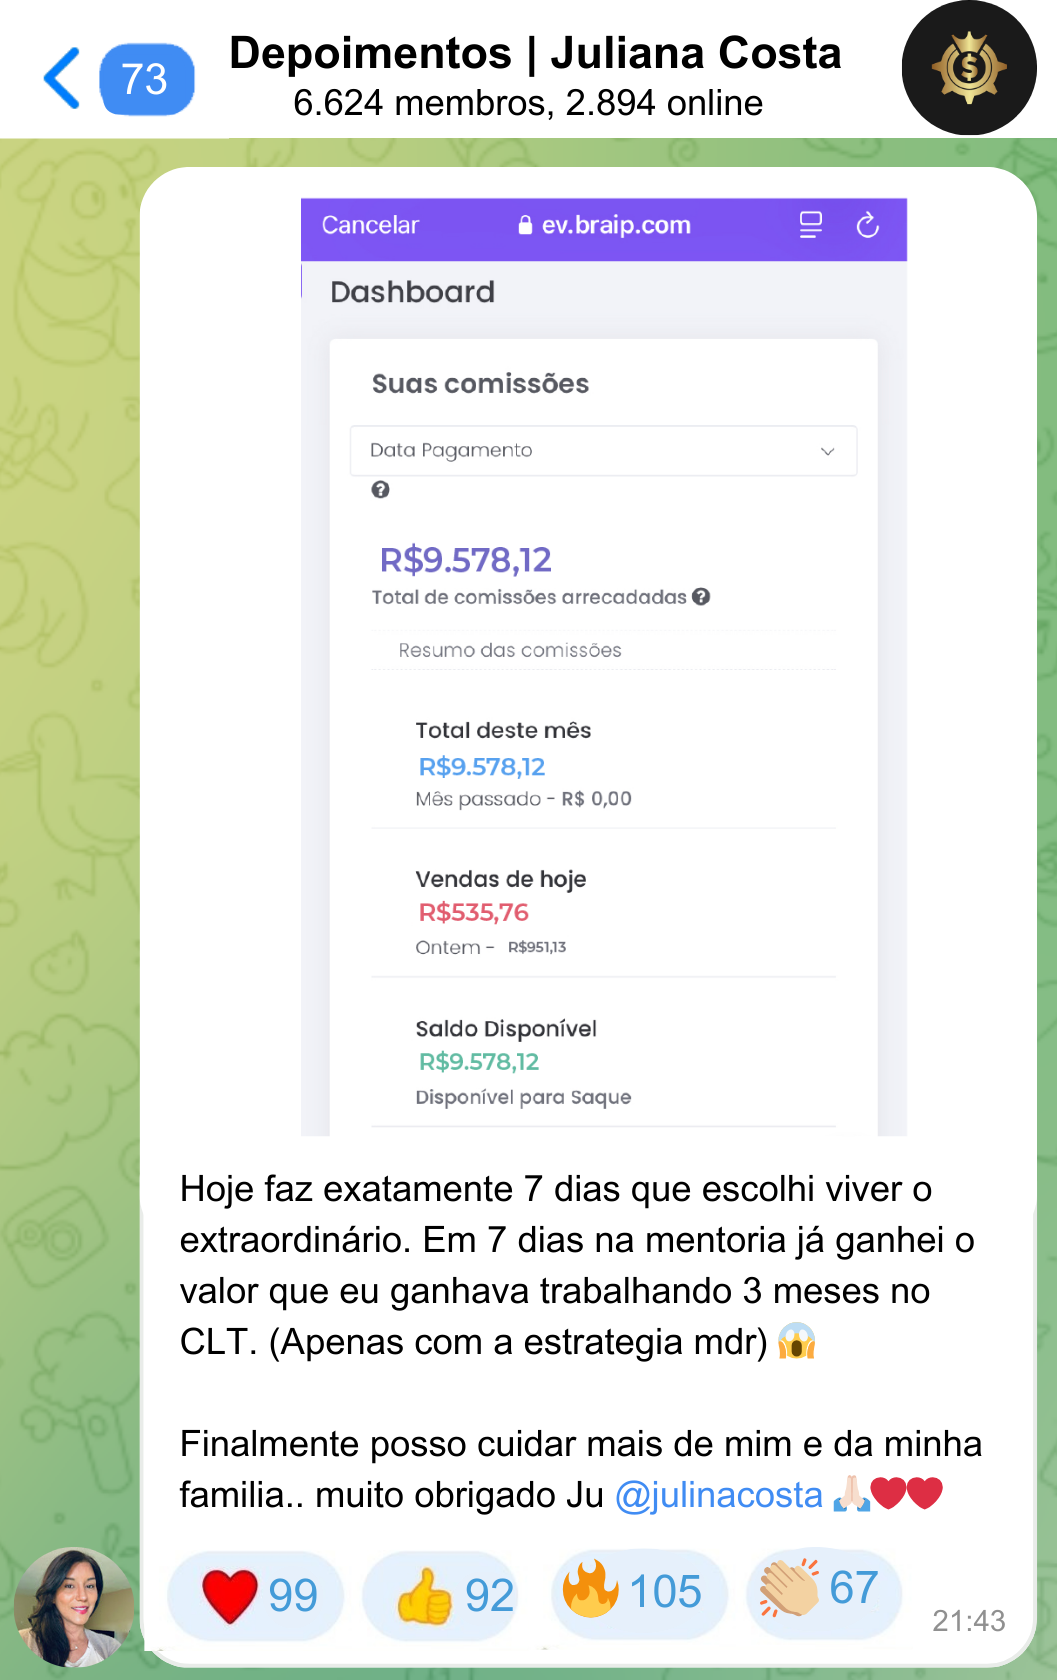 73
Depoimentos | Juliana Costa
6.624 membros, 2.894 online
$
Cancelar
ev.braip.com
Dashboard
Suas comissões
Data Pagamento
?
R$9.578,12
Total de comissões arrecadadas ?
Resumo das comissões
Total deste mês
R$9.578,12
Mês passado - R$ 0,00
Vendas de hoje
R$535,76
Ontem - R$951,13
Saldo Disponível
R$9.578,12
Disponível para Saque
Hoje faz exatamente 7 dias que escolhi viver o
extraordinário. Em 7 dias na mentoria já ganhei o
valor que eu ganhava trabalhando 3 meses no
CLT. (Apenas com a estrategia mdr) 😱
Finalmente posso cuidar mais de mim e da minha
familia.. muito obrigado Ju @julinacosta 🙏🏻❤️❤️
❤️ 99 👍 92 🔥 105 👏🏼 67
21:43